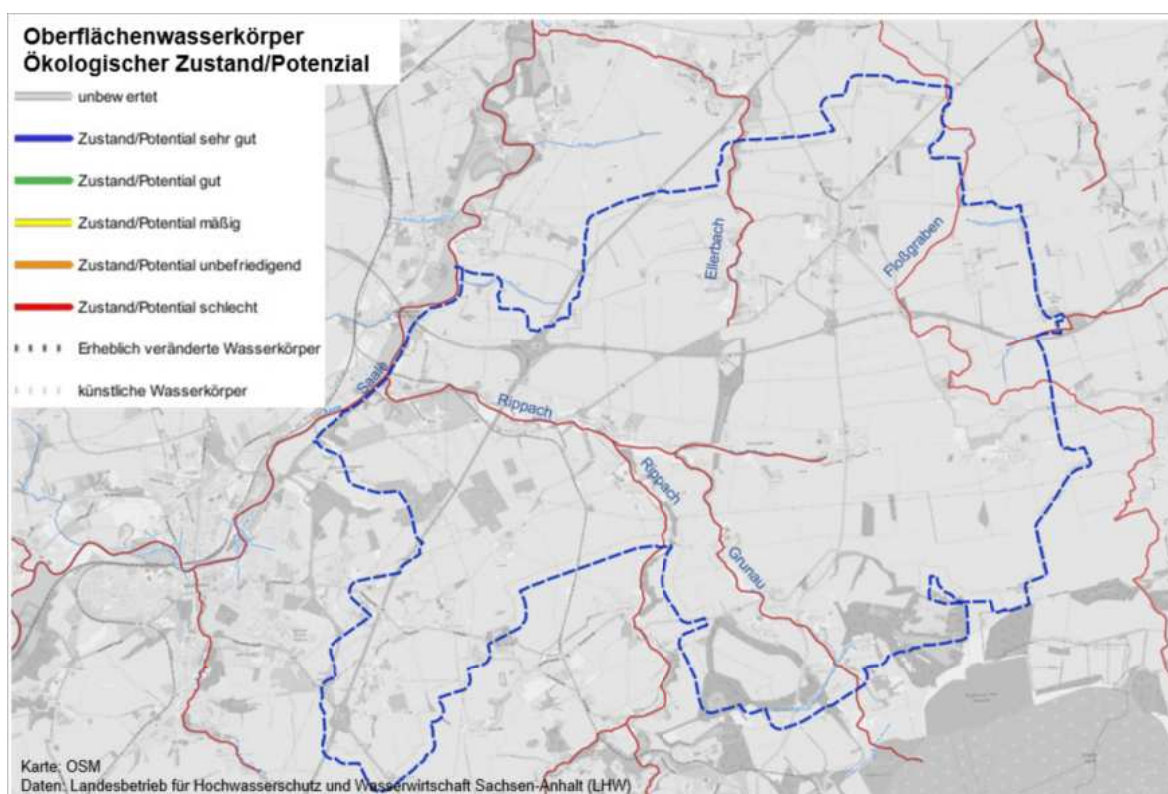 Oberflächenwasserkörper
Ökologischer Zustand/Potenzial
unbewertet
Zustand/Potential sehr gut
Zustand/Potential gut
Zustand/Potential mäßig
Zustand/Potential unbefriedigend
Zustand/Potential schlecht
Erheblich veränderte Wasserkörper
künstliche Wasserkörper
Ellerbach
Floßgraben
Saale
Rippach
Rippach
Grunau
Karte: OSM
Daten: Landesbetrieb für Hochwasserschutz und Wasserwirtschaft Sachsen-Anhalt (LHW)